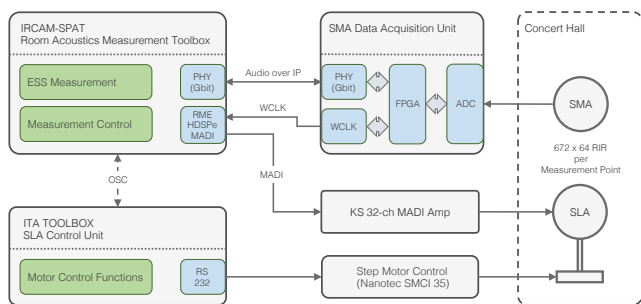 IRCAM-SPAT
Room Acoustics Measurement Toolbox
ESS Measurement
PHY
(Gbit)
Measurement Control
RME
HDSPe
MADI
Audio over IP
WCLK
MADI
OSC
SMA Data Acquisition Unit
PHY
(Gbit)
WCLK
FPGA
ADC
Concert Hall
SMA
672 x 64 RIR
per
Measurement Point
SLA
KS 32-ch MADI Amp
ITA TOOLBOX
SLA Control Unit
Motor Control Functions
RS
232
Step Motor Control
(Nanotec SMCI 35)